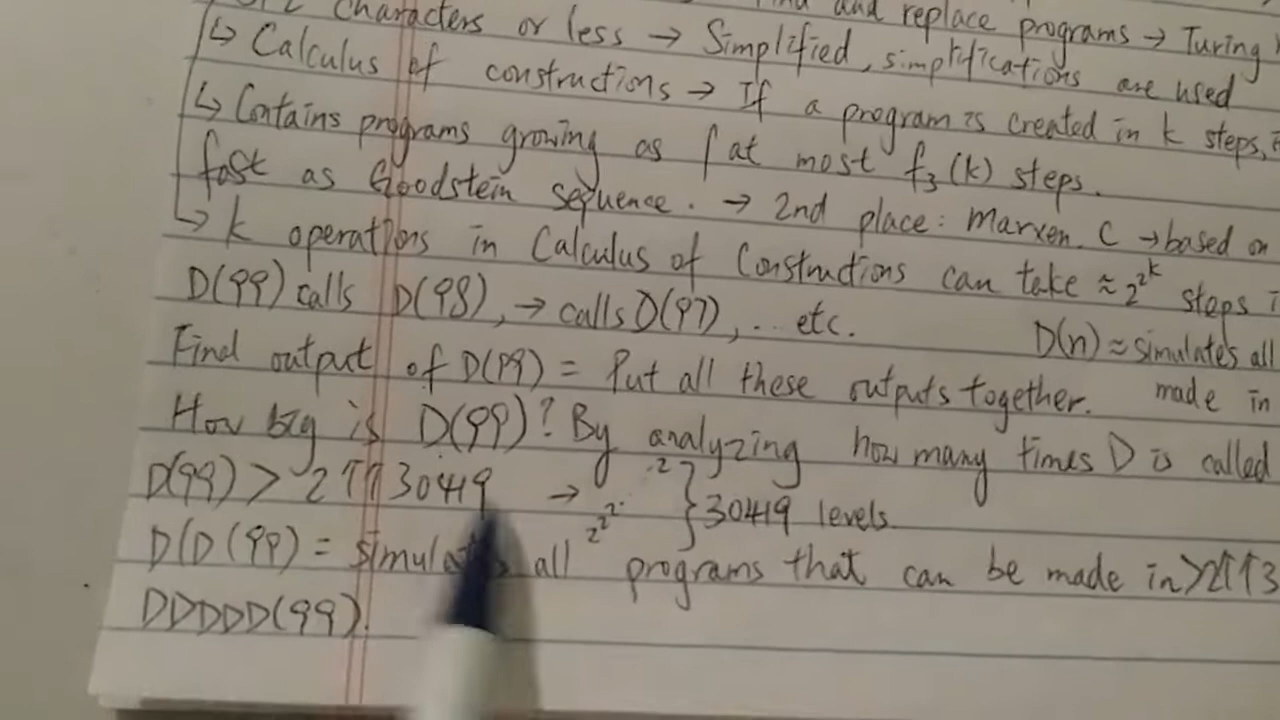 characters or less → Simplified, simplifications are used
and replace programs → Turing
↳ Calculus of constructions → If a program is created in k steps,
↳ Contains programs growing as f at most f₃(k) steps.
fast as Goodstein sequence. → 2nd place: Marxen. C → based on
↳ k operations in Calculus of Constructions can take ≈ 2^2^k steps
D(99) calls D(98), → calls D(97), .. etc. D(n) ≈ simulates all
Find output of D(99) = Put all these outputs together. made in
How big is D(99)? By analyzing how many times D is called
D(99) > 2↑↑30419 → 2^2^2^.^.^2 } 30419 levels
D(D(99) = simulates all programs that can be made in >2↑↑3
DDDDD(99).